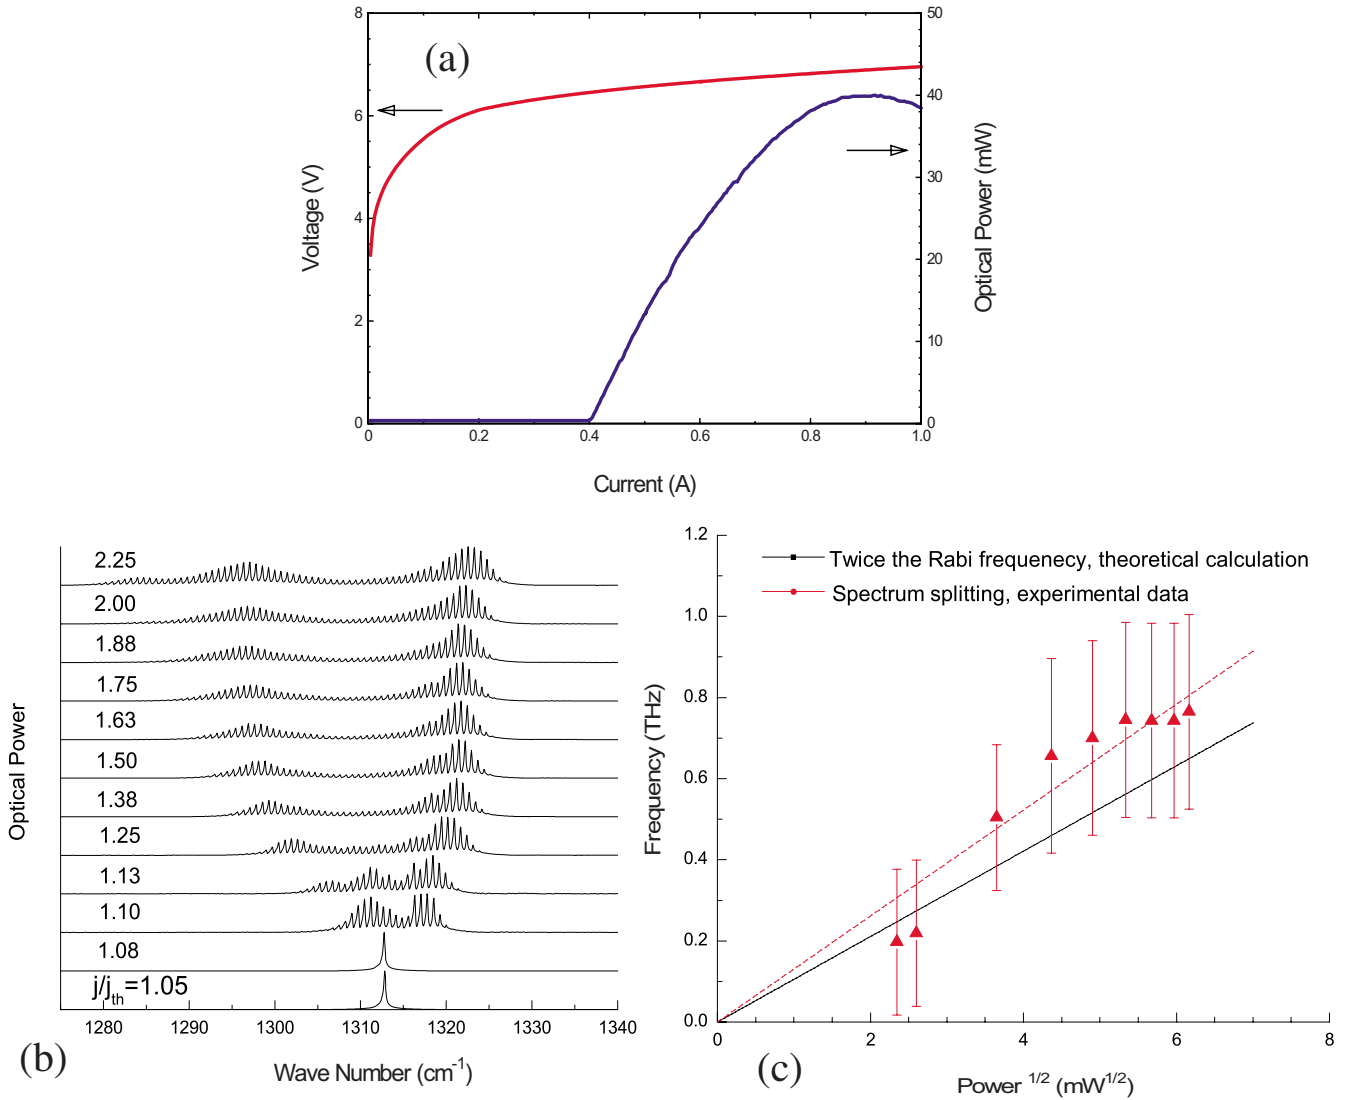 (a)
Voltage (V)
8
6
4
2
0
50
40
30
20
10
0
Optical Power (mW)
0 0.2 0.4 0.6 0.8 1.0
Current (A)
Optical Power
2.25
2.00
1.88
1.75
1.63
1.50
1.38
1.25
1.13
1.10
1.08
j/jth=1.05
1280 1290 1300 1310 1320 1330 1340
(b)
Wave Number (cm-1)
Frequency (THz)
1.2
1.0
0.8
0.6
0.4
0.2
0.0
Twice the Rabi frequenecy, theoretical calculation
Spectrum splitting, experimental data
0 2 4 6 8
(c)
Power 1/2 (mW1/2)